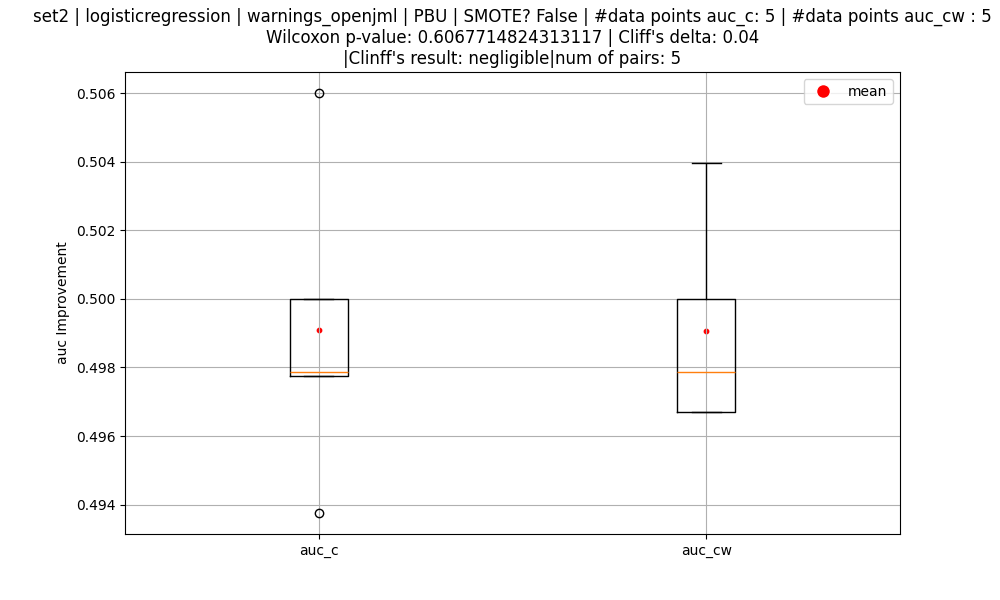 set2 | logisticregression | warnings_openjml | PBU | SMOTE? False | #data points auc_c: 5 | #data points auc_cw : 5
Wilcoxon p-value: 0.6067714824313117 | Cliff's delta: 0.04
|Clinff's result: negligible|num of pairs: 5
mean
0.506
0.504
0.502
0.500
0.498
0.496
0.494
auc Improvement
auc_c
auc_cw